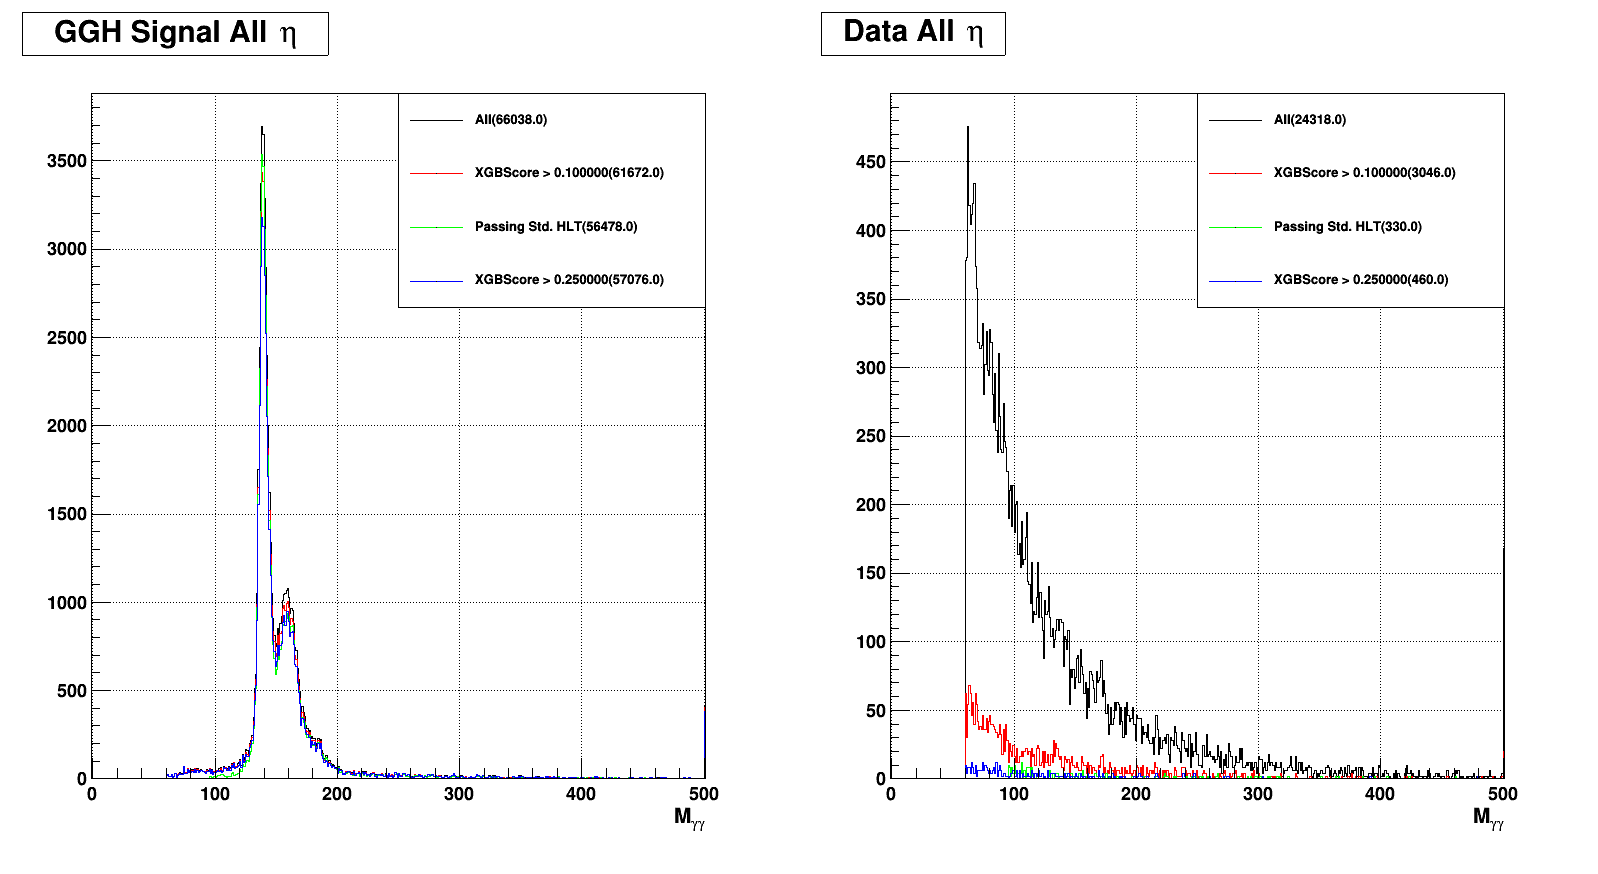 GGH Signal All η
All(66038.0)
XGBScore > 0.100000(61672.0)
Passing Std. HLT(56478.0)
XGBScore > 0.250000(57076.0)
3500
3000
2500
2000
1500
1000
500
0
0 100 200 300 400 500
Mγγ
Data All η
All(24318.0)
XGBScore > 0.100000(3046.0)
Passing Std. HLT(330.0)
XGBScore > 0.250000(460.0)
450
400
350
300
250
200
150
100
50
0
0 100 200 300 400 500
Mγγ